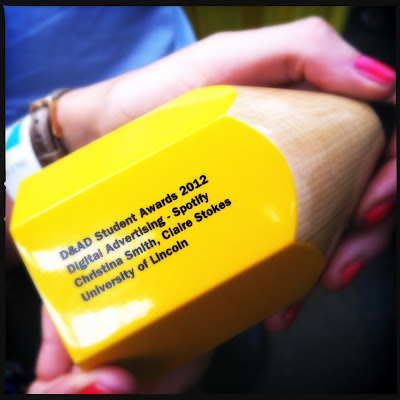 D&AD Student Awards 2012
Digital Advertising - Spotify
Christina Smith, Claire Stokes
University of Lincoln